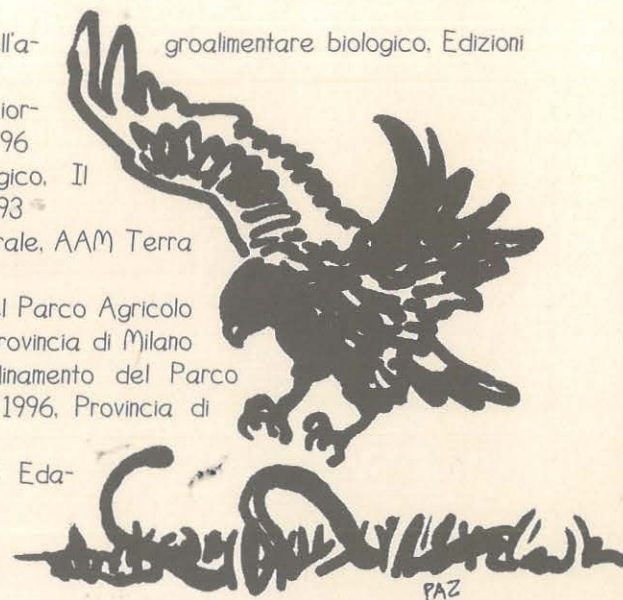 ll'a- groalimentare biologico, Edizioni
ior-
96
gico, Il
93
rale, AAM Terra
l Parco Agricolo
rovincia di Milano
dinamento del Parco
1996, Provincia di
Eda-
PAZ